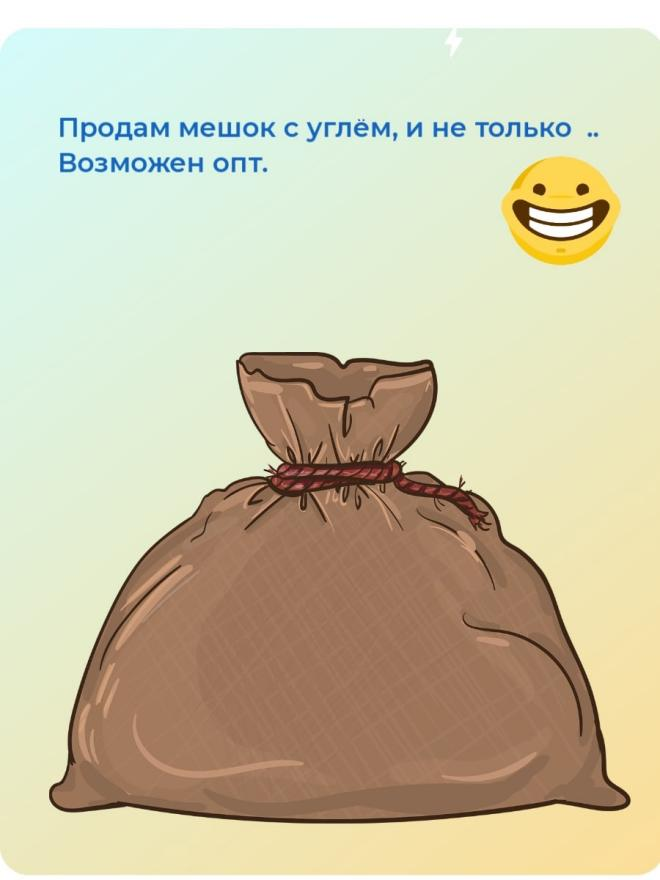 Продам мешок с углём, и не только  ..
Возможен опт.